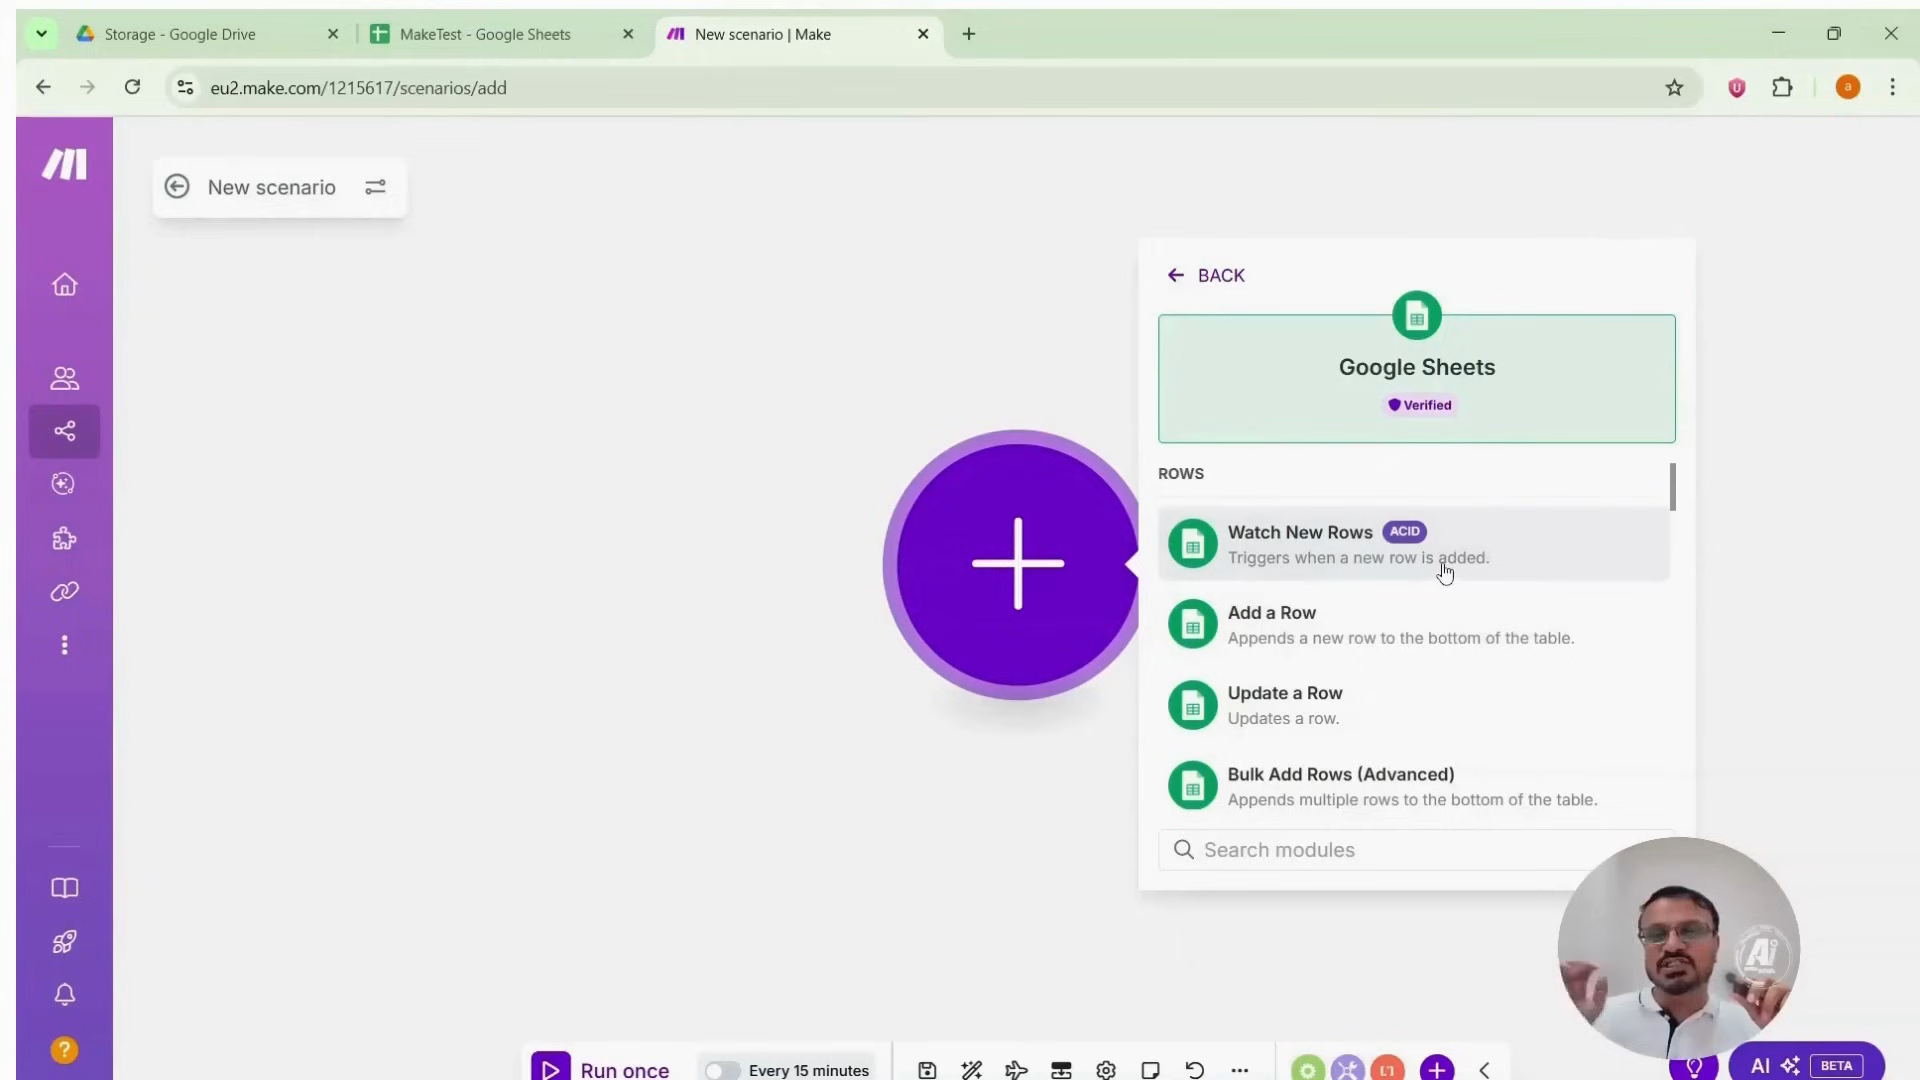 Storage - Google Drive
MakeTest - Google Sheets
New scenario | Make
eu2.make.com/1215617/scenarios/add
a
New scenario
BACK
Google Sheets
Verified
ROWS
Watch New Rows ACID
Triggers when a new row is added.
Add a Row
Appends a new row to the bottom of the table.
Update a Row
Updates a row.
Bulk Add Rows (Advanced)
Appends multiple rows to the bottom of the table.
Search modules
Ai
?
Run once
Every 15 minutes
AI BETA